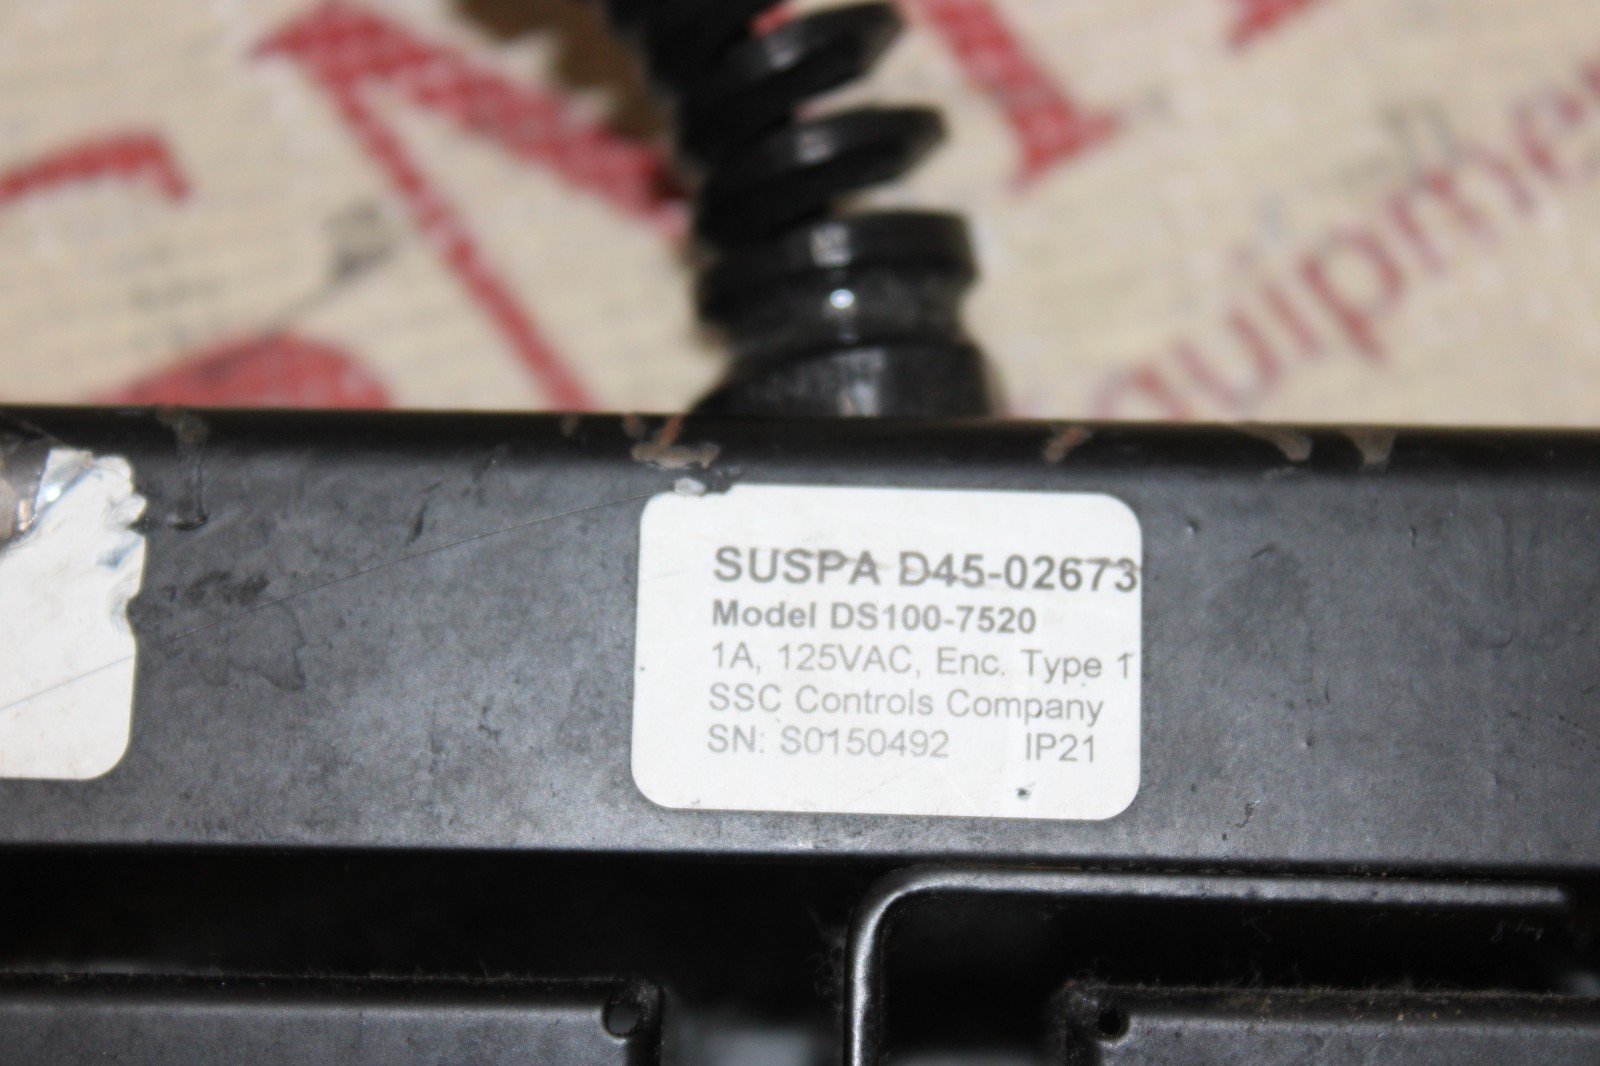 SUSPA D45-02673
Model DS100-7520
1A, 125VAC, Enc. Type 1
SSC Controls Company
SN: S0150492 IP21